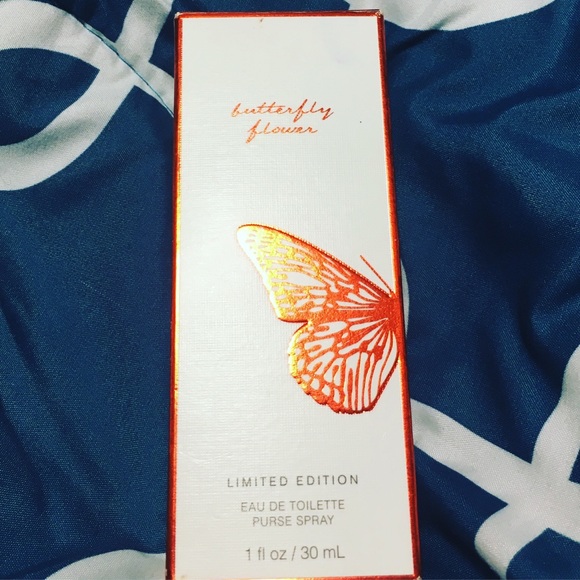 butterfly
flower
LIMITED EDITION
EAU DE TOILETTE
PURSE SPRAY
1 fl oz / 30 mL